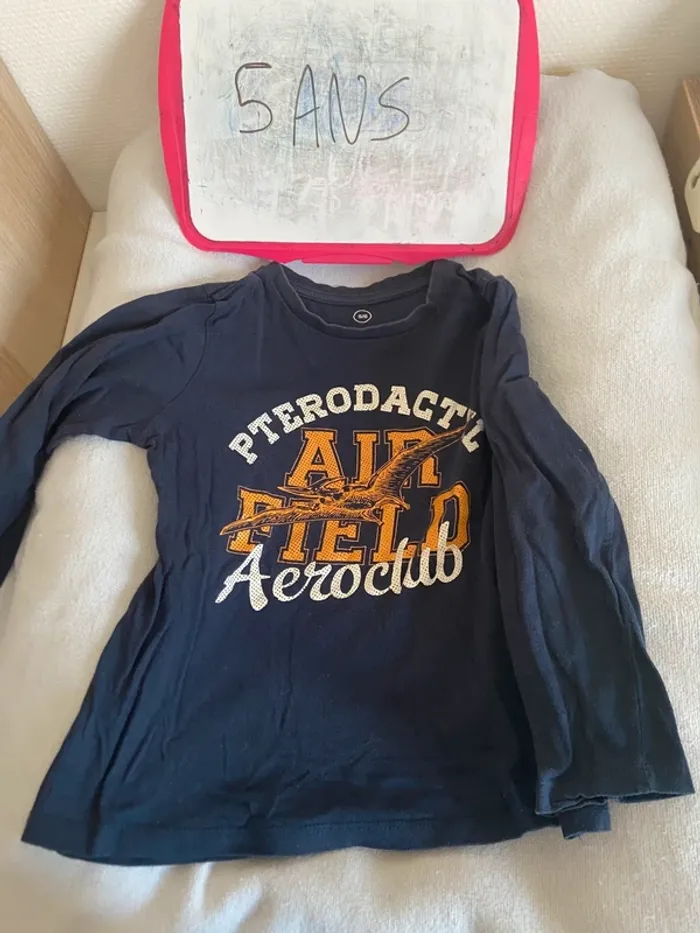 5 ANS
PTERODACTYL
AIR
FIELD
Aeroclub